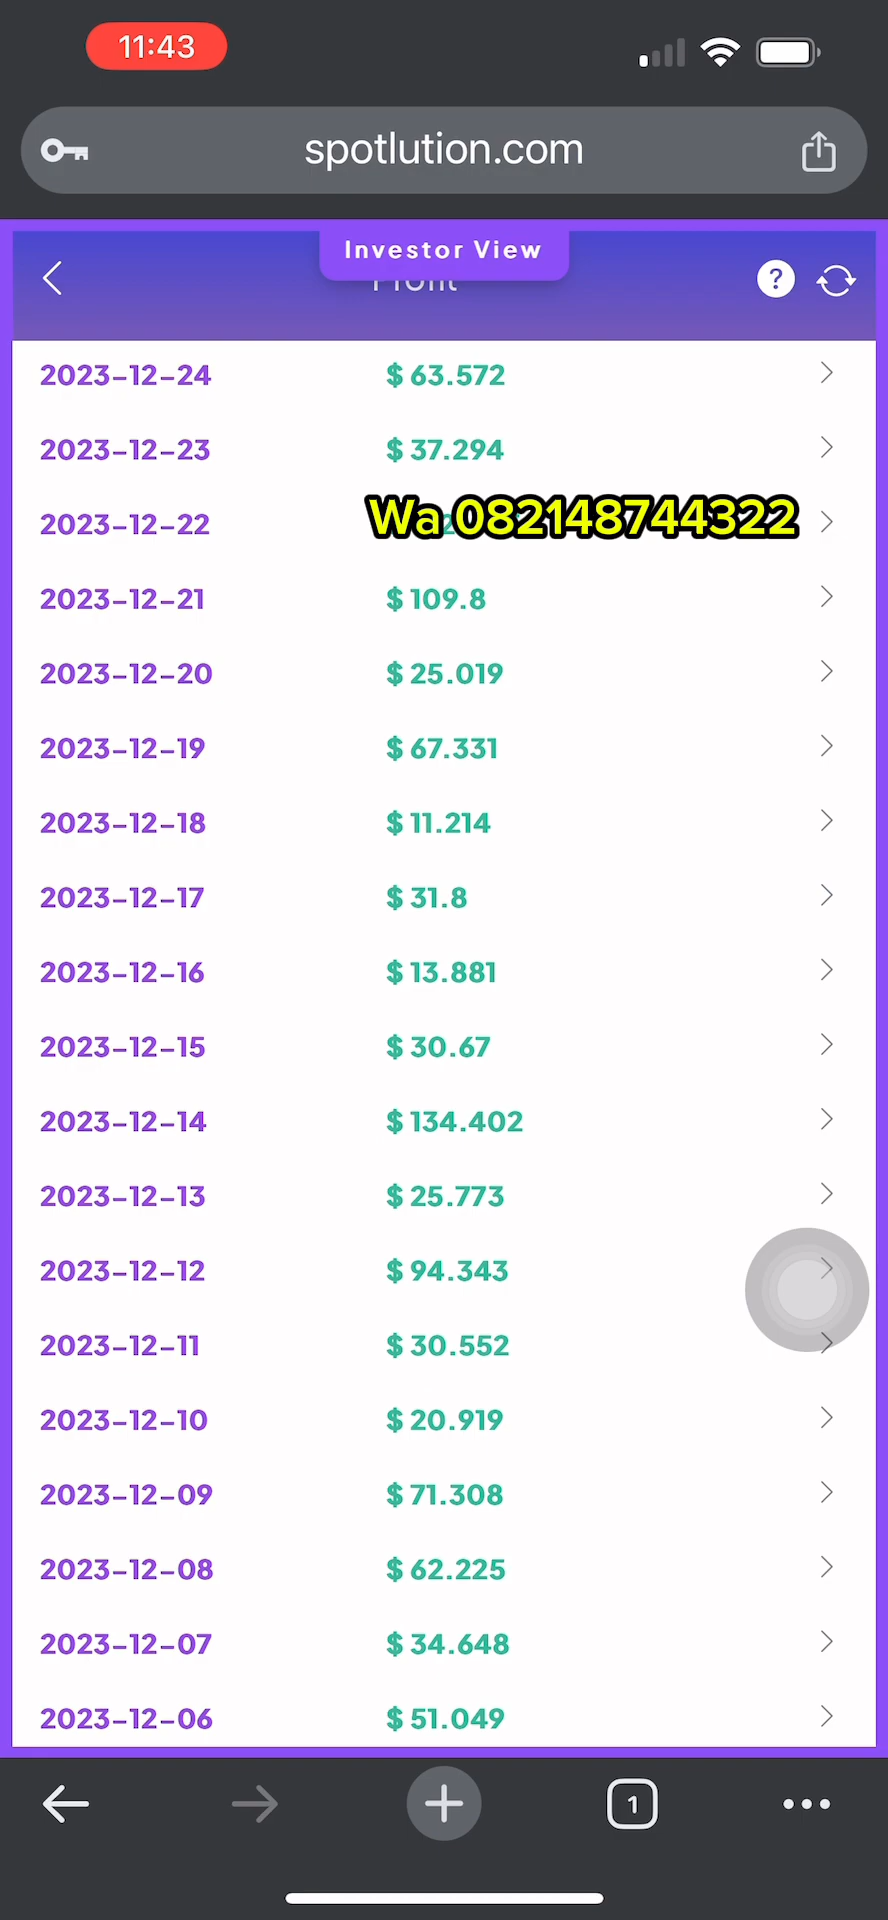 11:43
spotlution.com
Investor View
Profit
?
2023-12-24 $ 63.572
2023-12-23 $ 37.294
2023-12-22
Wa 082148744322
2023-12-21 $ 109.8
2023-12-20 $ 25.019
2023-12-19 $ 67.331
2023-12-18 $ 11.214
2023-12-17 $ 31.8
2023-12-16 $ 13.881
2023-12-15 $ 30.67
2023-12-14 $ 134.402
2023-12-13 $ 25.773
2023-12-12 $ 94.343
2023-12-11 $ 30.552
2023-12-10 $ 20.919
2023-12-09 $ 71.308
2023-12-08 $ 62.225
2023-12-07 $ 34.648
2023-12-06 $ 51.049
1